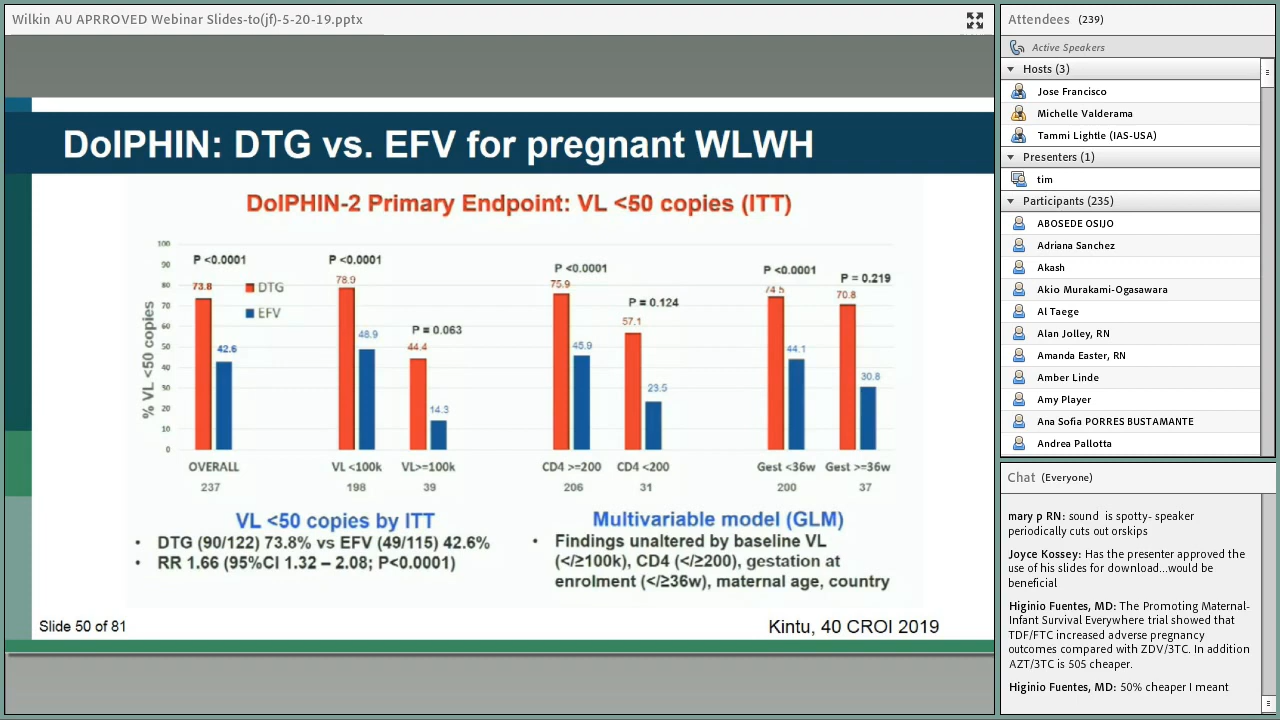 Wilkin AU APRROVED Webinar Slides-to(jf)-5-20-19.pptx
DolPHIN: DTG vs. EFV for pregnant WLWH
DolPHIN-2 Primary Endpoint: VL <50 copies (ITT)
% VL <50 copies
100
90
80
70
60
50
40
30
20
10
0
P <0.0001
73.8
42.6
DTG
EFV
P <0.0001
78.9
48.9
P = 0.063
44.4
14.3
P <0.0001
75.9
45.9
P = 0.124
57.1
23.5
P <0.0001
74.5
44.1
P = 0.219
70.8
30.8
OVERALL VL <100k VL>=100k CD4 >=200 CD4 <200 Gest <36w Gest >=36w
237 198 39 206 31 200 37
VL <50 copies by ITT
• DTG (90/122) 73.8% vs EFV (49/115) 42.6%
• RR 1.66 (95%CI 1.32 – 2.08; P<0.0001)
Multivariable model (GLM)
• Findings unaltered by baseline VL
(</≥100k), CD4 (</≥200), gestation at
enrolment (</≥36w), maternal age, country
Slide 50 of 81
Kintu, 40 CROI 2019
Attendees (239)
Active Speakers
Hosts (3)
Jose Francisco
Michelle Valderama
Tammi Lightle (IAS-USA)
Presenters (1)
tim
Participants (235)
ABOSEDE OSIJO
Adriana Sanchez
Akash
Akio Murakami-Ogasawara
Al Taege
Alan Jolley, RN
Amanda Easter, RN
Amber Linde
Amy Player
Ana Sofia PORRES BUSTAMANTE
Andrea Pallotta
Chat (Everyone)
mary p RN: sound is spotty- speaker
periodically cuts out orskips
Joyce Kossey: Has the presenter approved the
use of his slides for download...would be
beneficial
Higinio Fuentes, MD: The Promoting Maternal-
Infant Survival Everywhere trial showed that
TDF/FTC increased adverse pregnancy
outcomes compared with ZDV/3TC. In addition
AZT/3TC is 505 cheaper.
Higinio Fuentes, MD: 50% cheaper I meant